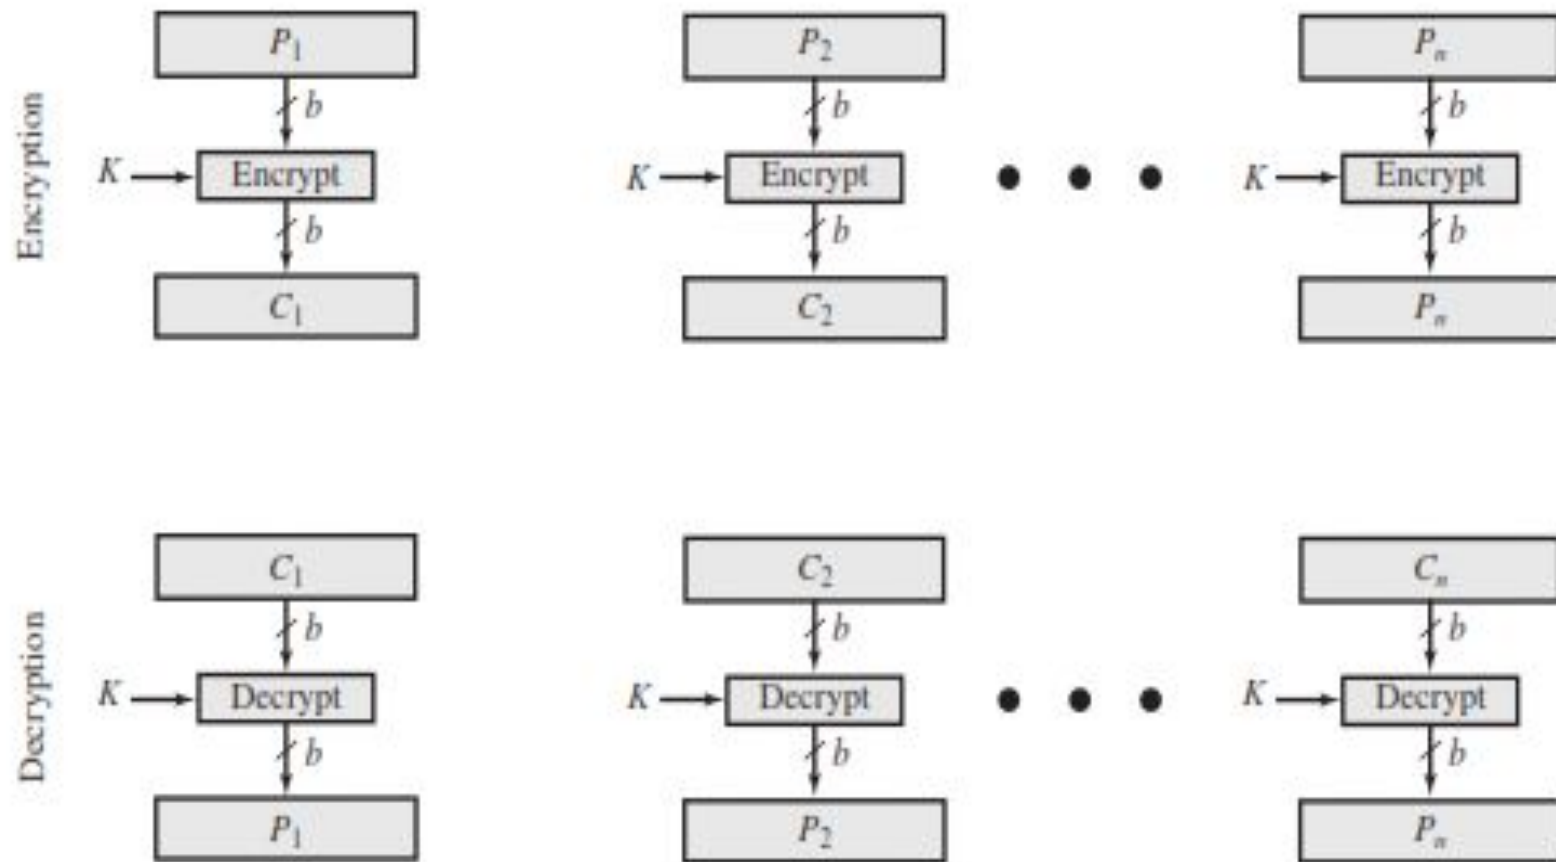 Encryption
P₁ P₂ Pₙ
b b b
K Encrypt K Encrypt K Encrypt
b b b
C₁ C₂ Pₙ
Decryption
C₁ C₂ Cₙ
b b b
K Decrypt K Decrypt K Decrypt
b b b
P₁ P₂ Pₙ